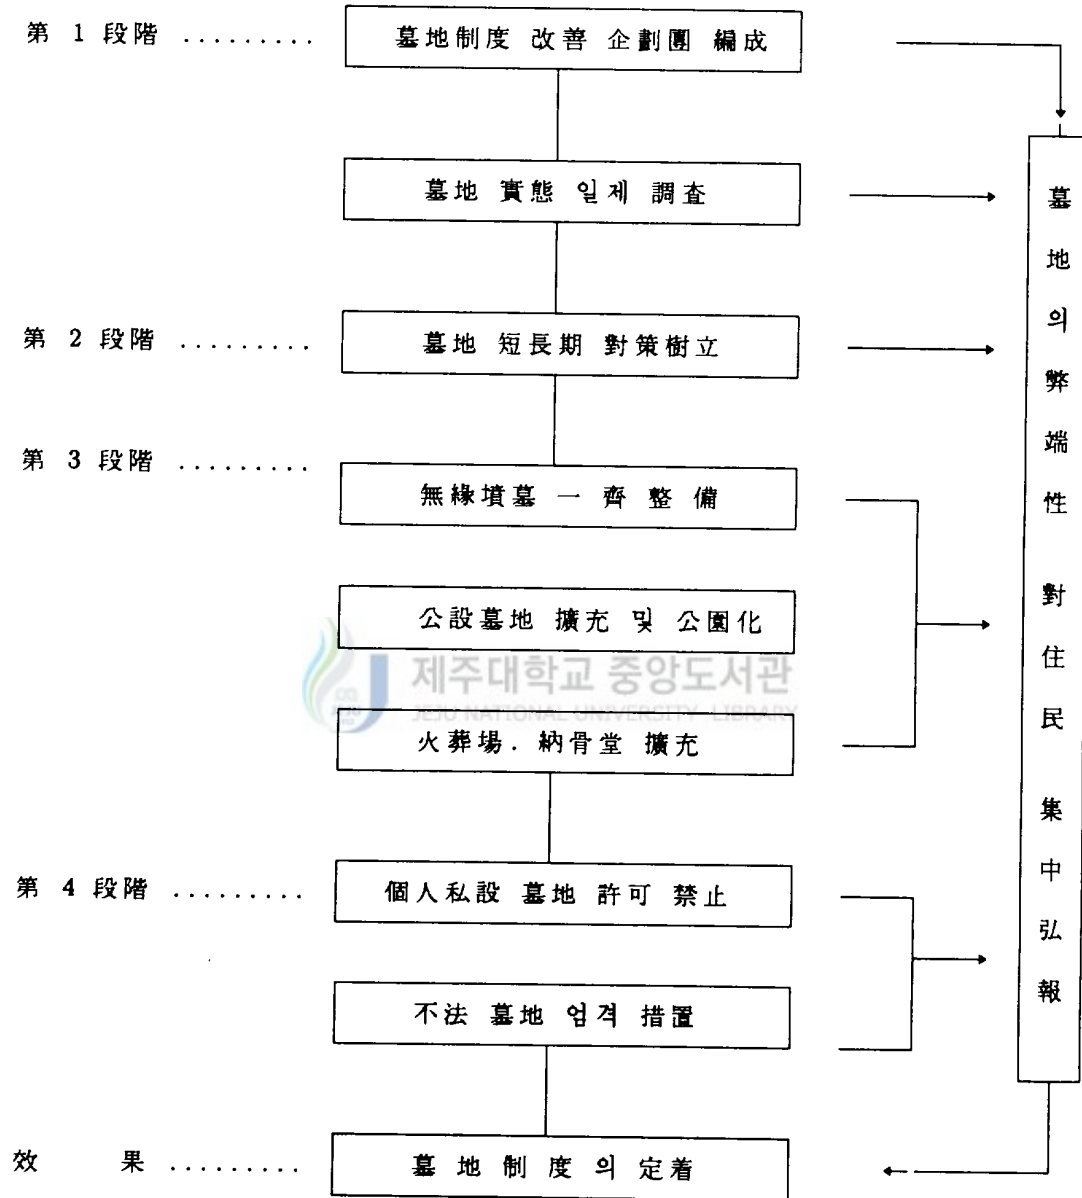 第 1 段階 ......... 墓地制度 改善 企劃團 編成
墓地 實態 일제 調査
第 2 段階 ......... 墓地 短長期 對策樹立
第 3 段階 .........
無緣墳墓 一 齊 整 備
公設墓地 擴充 및 公園化
제주대학교 중앙도서관
JEJU NATIONAL UNIVERSITY LIBRARY
火葬場. 納骨堂 擴充
第 4 段階 ......... 個人私設 墓地 許可 禁止
不法 墓地 엄격 措置
效 果 ......... 墓 地 制 度 의 定着
墓地의弊端性 對住民 集中弘報